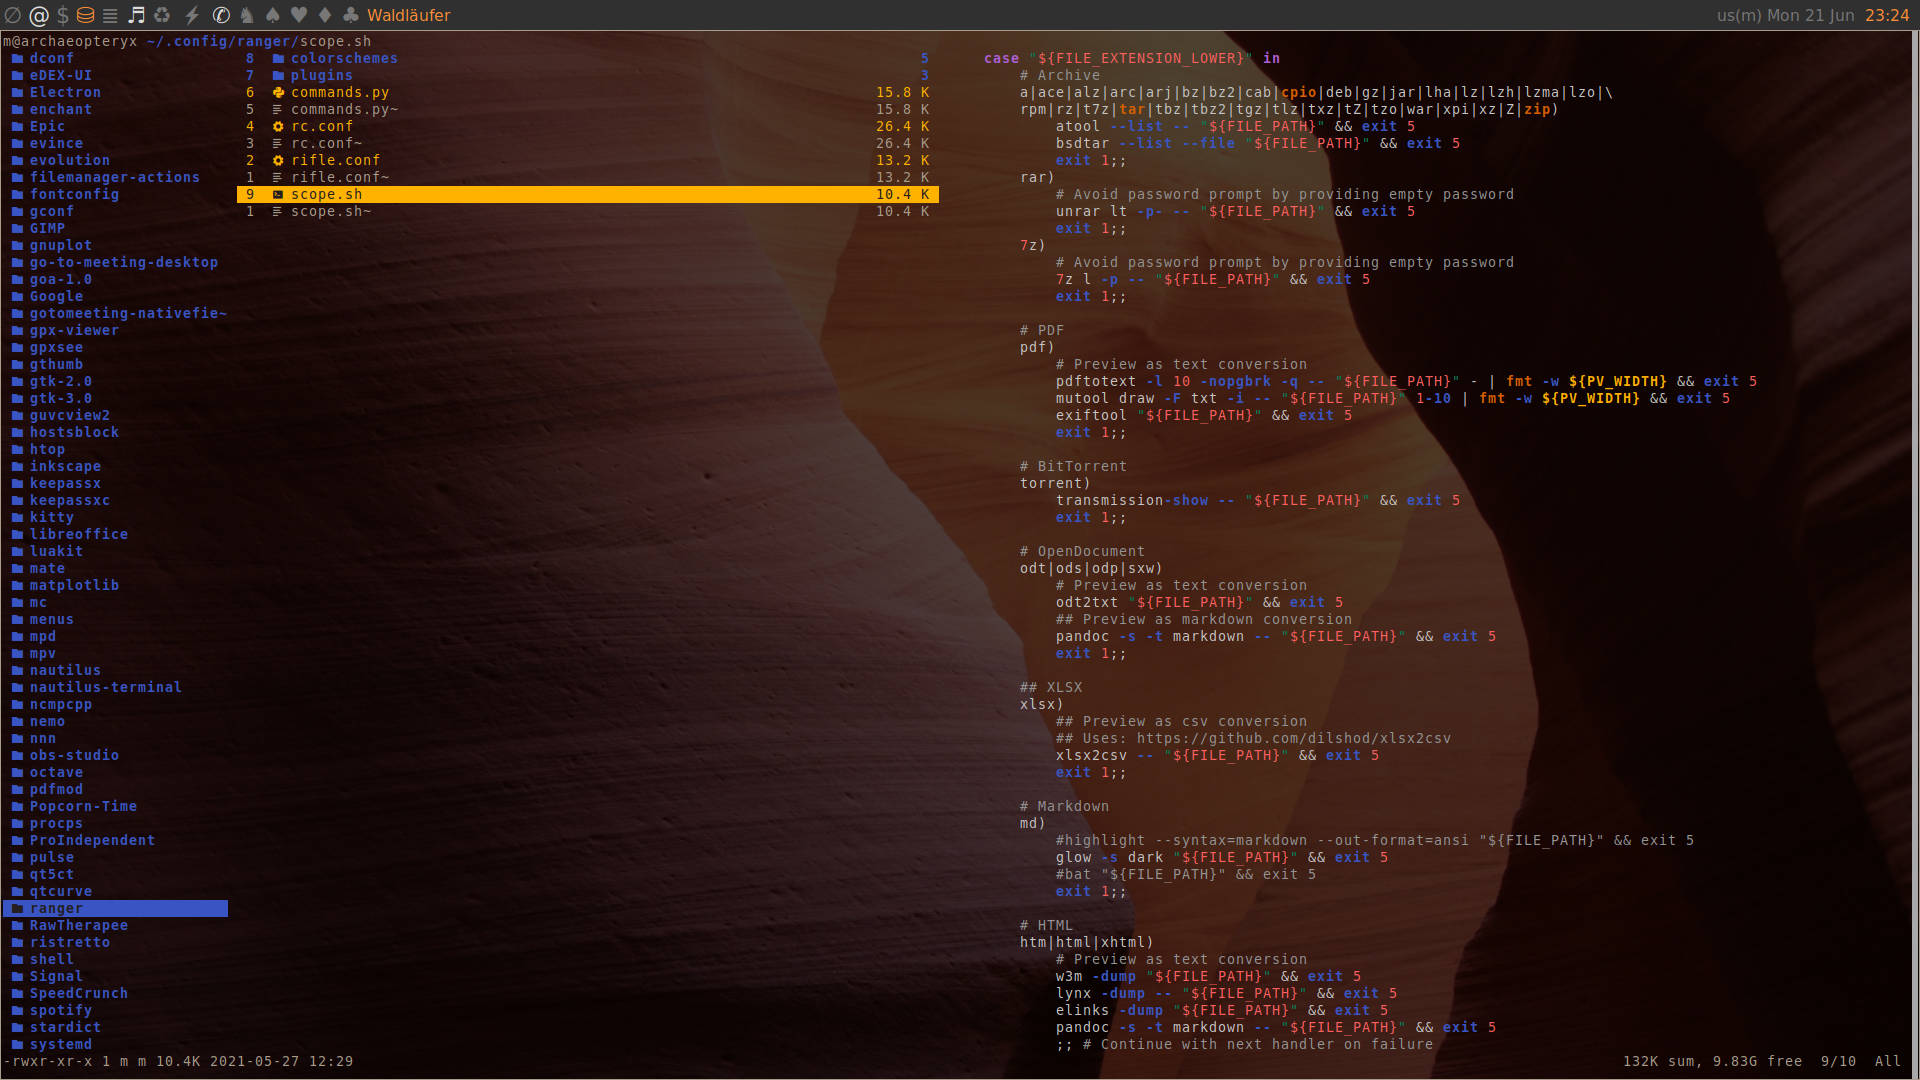 Waldläufer
us(m) Mon 21 Jun 23:24
m@archaeopteryx ~/.config/ranger/scope.sh
dconf
eDEX-UI
Electron
enchant
Epic
evince
evolution
filemanager-actions
fontconfig
gconf
GIMP
gnuplot
go-to-meeting-desktop
goa-1.0
Google
gotomeeting-nativefie~
gpx-viewer
gpxsee
gthumb
gtk-2.0
gtk-3.0
guvcview2
hostsblock
htop
inkscape
keepassx
keepassxc
kitty
libreoffice
luakit
mate
matplotlib
mc
menus
mpd
mpv
nautilus
nautilus-terminal
ncmpcpp
nemo
nnn
obs-studio
octave
pdfmod
Popcorn-Time
procps
ProIndependent
pulse
qt5ct
qtcurve
ranger
RawTherapee
ristretto
shell
Signal
SpeedCrunch
spotify
stardict
systemd
8 colorschemes 5
7 plugins 3
6 commands.py 15.8 K
5 commands.py~ 15.8 K
4 rc.conf 26.4 K
3 rc.conf~ 26.4 K
2 rifle.conf 13.2 K
1 rifle.conf~ 13.2 K
9 scope.sh 10.4 K
1 scope.sh~ 10.4 K
case "${FILE_EXTENSION_LOWER}" in
# Archive
a|ace|alz|arc|arj|bz|bz2|cab|cpio|deb|gz|jar|lha|lz|lzh|lzma|lzo|\
rpm|rz|t7z|tar|tbz|tbz2|tgz|tlz|txz|tZ|tzo|war|xpi|xz|Z|zip)
atool --list -- "${FILE_PATH}" && exit 5
bsdtar --list --file "${FILE_PATH}" && exit 5
exit 1;;
rar)
# Avoid password prompt by providing empty password
unrar lt -p- -- "${FILE_PATH}" && exit 5
exit 1;;
7z)
# Avoid password prompt by providing empty password
7z l -p -- "${FILE_PATH}" && exit 5
exit 1;;
# PDF
pdf)
# Preview as text conversion
pdftotext -l 10 -nopgbrk -q -- "${FILE_PATH}" - | fmt -w ${PV_WIDTH} && exit 5
mutool draw -F txt -i -- "${FILE_PATH}" 1-10 | fmt -w ${PV_WIDTH} && exit 5
exiftool "${FILE_PATH}" && exit 5
exit 1;;
# BitTorrent
torrent)
transmission-show -- "${FILE_PATH}" && exit 5
exit 1;;
# OpenDocument
odt|ods|odp|sxw)
# Preview as text conversion
odt2txt "${FILE_PATH}" && exit 5
## Preview as markdown conversion
pandoc -s -t markdown -- "${FILE_PATH}" && exit 5
exit 1;;
## XLSX
xlsx)
## Preview as csv conversion
## Uses: https://github.com/dilshod/xlsx2csv
xlsx2csv -- "${FILE_PATH}" && exit 5
exit 1;;
# Markdown
md)
#highlight --syntax=markdown --out-format=ansi "${FILE_PATH}" && exit 5
glow -s dark "${FILE_PATH}" && exit 5
#bat "${FILE_PATH}" && exit 5
exit 1;;
# HTML
htm|html|xhtml)
# Preview as text conversion
w3m -dump "${FILE_PATH}" && exit 5
lynx -dump -- "${FILE_PATH}" && exit 5
elinks -dump "${FILE_PATH}" && exit 5
pandoc -s -t markdown -- "${FILE_PATH}" && exit 5
;; # Continue with next handler on failure
-rwxr-xr-x 1 m m 10.4K 2021-05-27 12:29
132K sum, 9.83G free 9/10 All